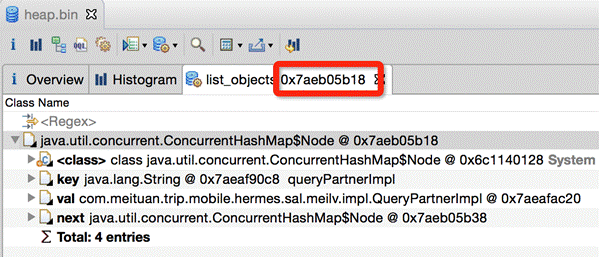 heap.bin
i Overview Histogram list_objects 0x7aeb05b18
Class Name
<Regex>
java.util.concurrent.ConcurrentHashMap$Node @ 0x7aeb05b18
<class> class java.util.concurrent.ConcurrentHashMap$Node @ 0x6c1140128 System
key java.lang.String @ 0x7aeaf90c8 queryPartnerImpl
val com.meituan.trip.mobile.hermes.sal.meilv.impl.QueryPartnerImpl @ 0x7aeafac20
next java.util.concurrent.ConcurrentHashMap$Node @ 0x7aeb05b38
Σ Total: 4 entries